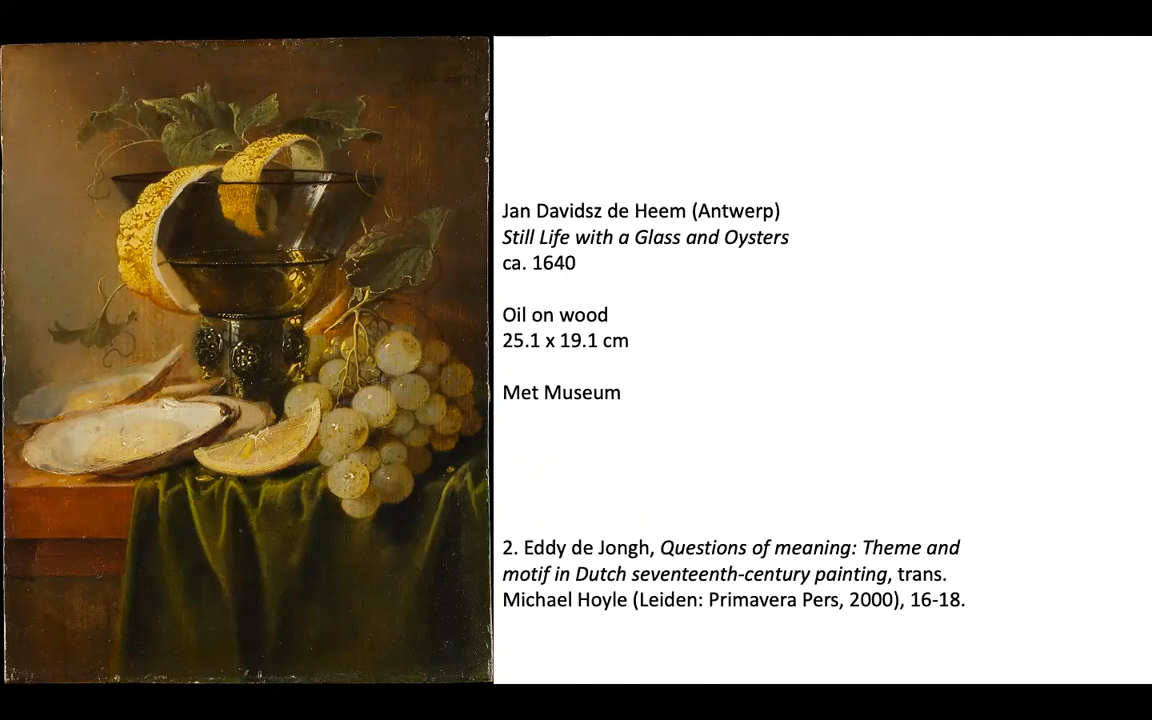 Jan Davidsz de Heem (Antwerp)
Still Life with a Glass and Oysters
ca. 1640
Oil on wood
25.1 x 19.1 cm
Met Museum
2. Eddy de Jongh, Questions of meaning: Theme and
motif in Dutch seventeenth-century painting, trans.
Michael Hoyle (Leiden: Primavera Pers, 2000), 16-18.